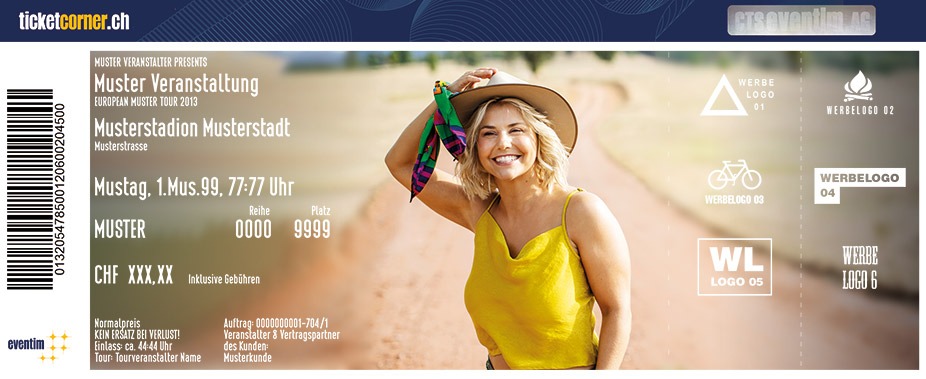 ticketcorner.ch
CTS eventim AG
MUSTER VERANSTALTER PRESENTS
Muster Veranstaltung
EUROPEAN MUSTER TOUR 2013
Musterstadion Musterstadt
Musterstrasse
Mustag, 1.Mus.99, 77:77 Uhr
Reihe Platz
MUSTER 0000 9999
CHF XXX,XX Inklusive Gebühren
Normalpreis
KEIN ERSATZ BEI VERLUST!
Einlass: ca. 44:44 Uhr
Tour: Tourveranstalter Name
Auftrag: 0000000001-704/1
Veranstalter & Vertragspartner
des Kunden:
Musterkunde
013205478500120600204500
eventim
WERBE
LOGO
01
WERBELOGO 02
WERBELOGO 03
WERBELOGO
04
WL
LOGO 05
WERBE
LOGO 6